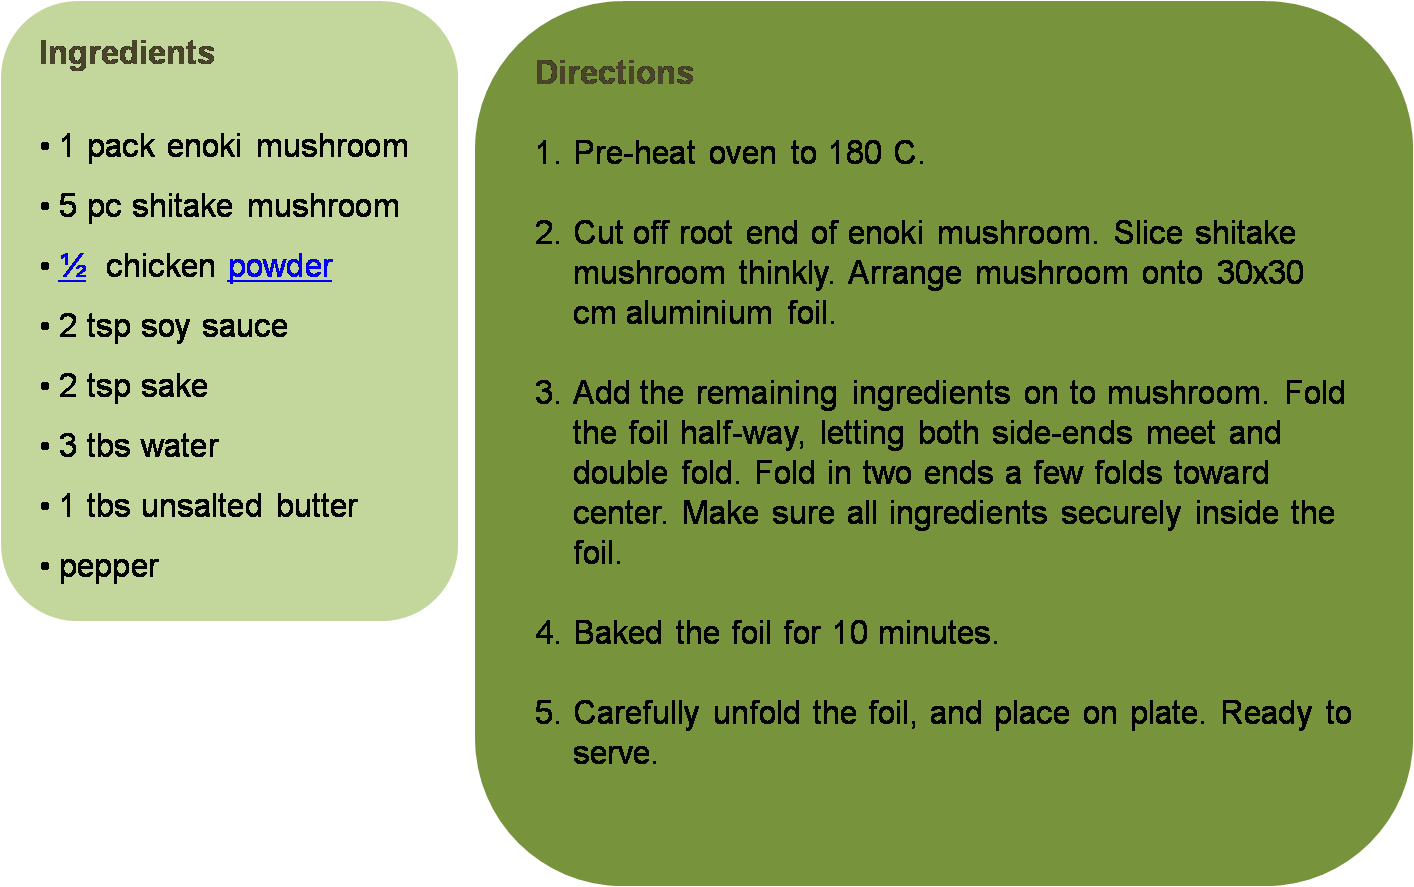 Ingredients
• 1 pack enoki mushroom
• 5 pc shitake mushroom
• ½ chicken powder
• 2 tsp soy sauce
• 2 tsp sake
• 3 tbs water
• 1 tbs unsalted butter
• pepper
Directions
1. Pre-heat oven to 180 C.
2. Cut off root end of enoki mushroom. Slice shitake
mushroom thinkly. Arrange mushroom onto 30x30
cm aluminium foil.
3. Add the remaining ingredients on to mushroom. Fold
the foil half-way, letting both side-ends meet and
double fold. Fold in two ends a few folds toward
center. Make sure all ingredients securely inside the
foil.
4. Baked the foil for 10 minutes.
5. Carefully unfold the foil, and place on plate. Ready to
serve.